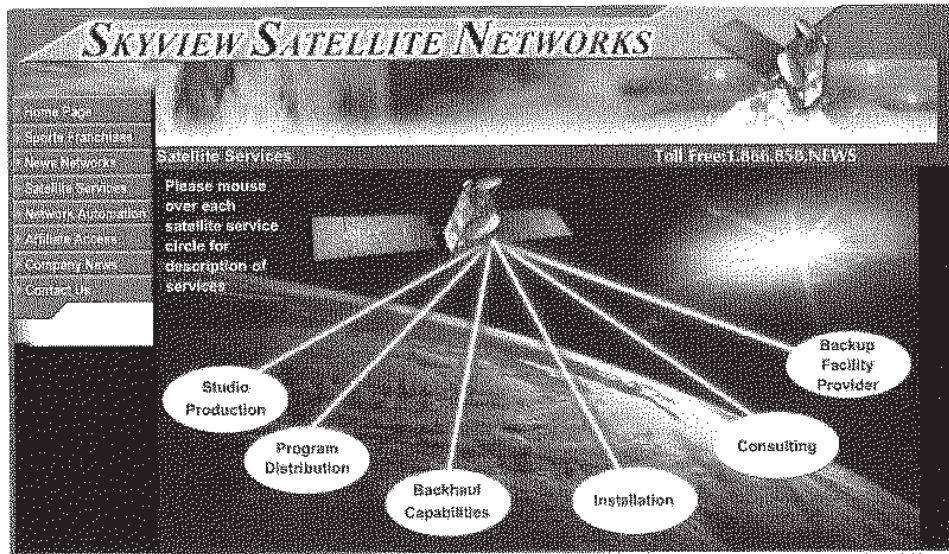 SKYVIEW SATELLITE NETWORKS
Home Page
Sports Franchises
News Networks
Satellite Services
Network Automation
Affiliate Access
Company News
Contact Us
Satellite Services
Toll Free:1.866.858.NEWS
Please mouse
over each
satellite service
circle for
description of
services
Studio
Production
Program
Distribution
Backhaul
Capabilities
Installation
Consulting
Backup
Facility
Provider